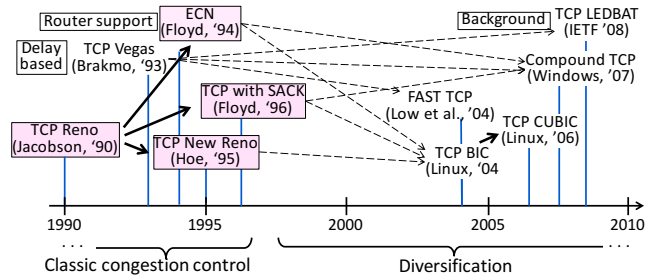 Router support
ECN
(Floyd, ‘94)
Background
TCP LEDBAT
(IETF ’08)
Delay
based
TCP Vegas
(Brakmo, ‘93)
Compound TCP
(Windows, ’07)
TCP with SACK
(Floyd, ‘96)
FAST TCP
(Low et al., ’04)
TCP Reno
(Jacobson, ‘90)
TCP New Reno
(Hoe, ‘95)
TCP BIC
(Linux, ‘04
TCP CUBIC
(Linux, ’06)
1990
1995
2000
2005
2010
. . .
. . .
Classic congestion control
Diversification